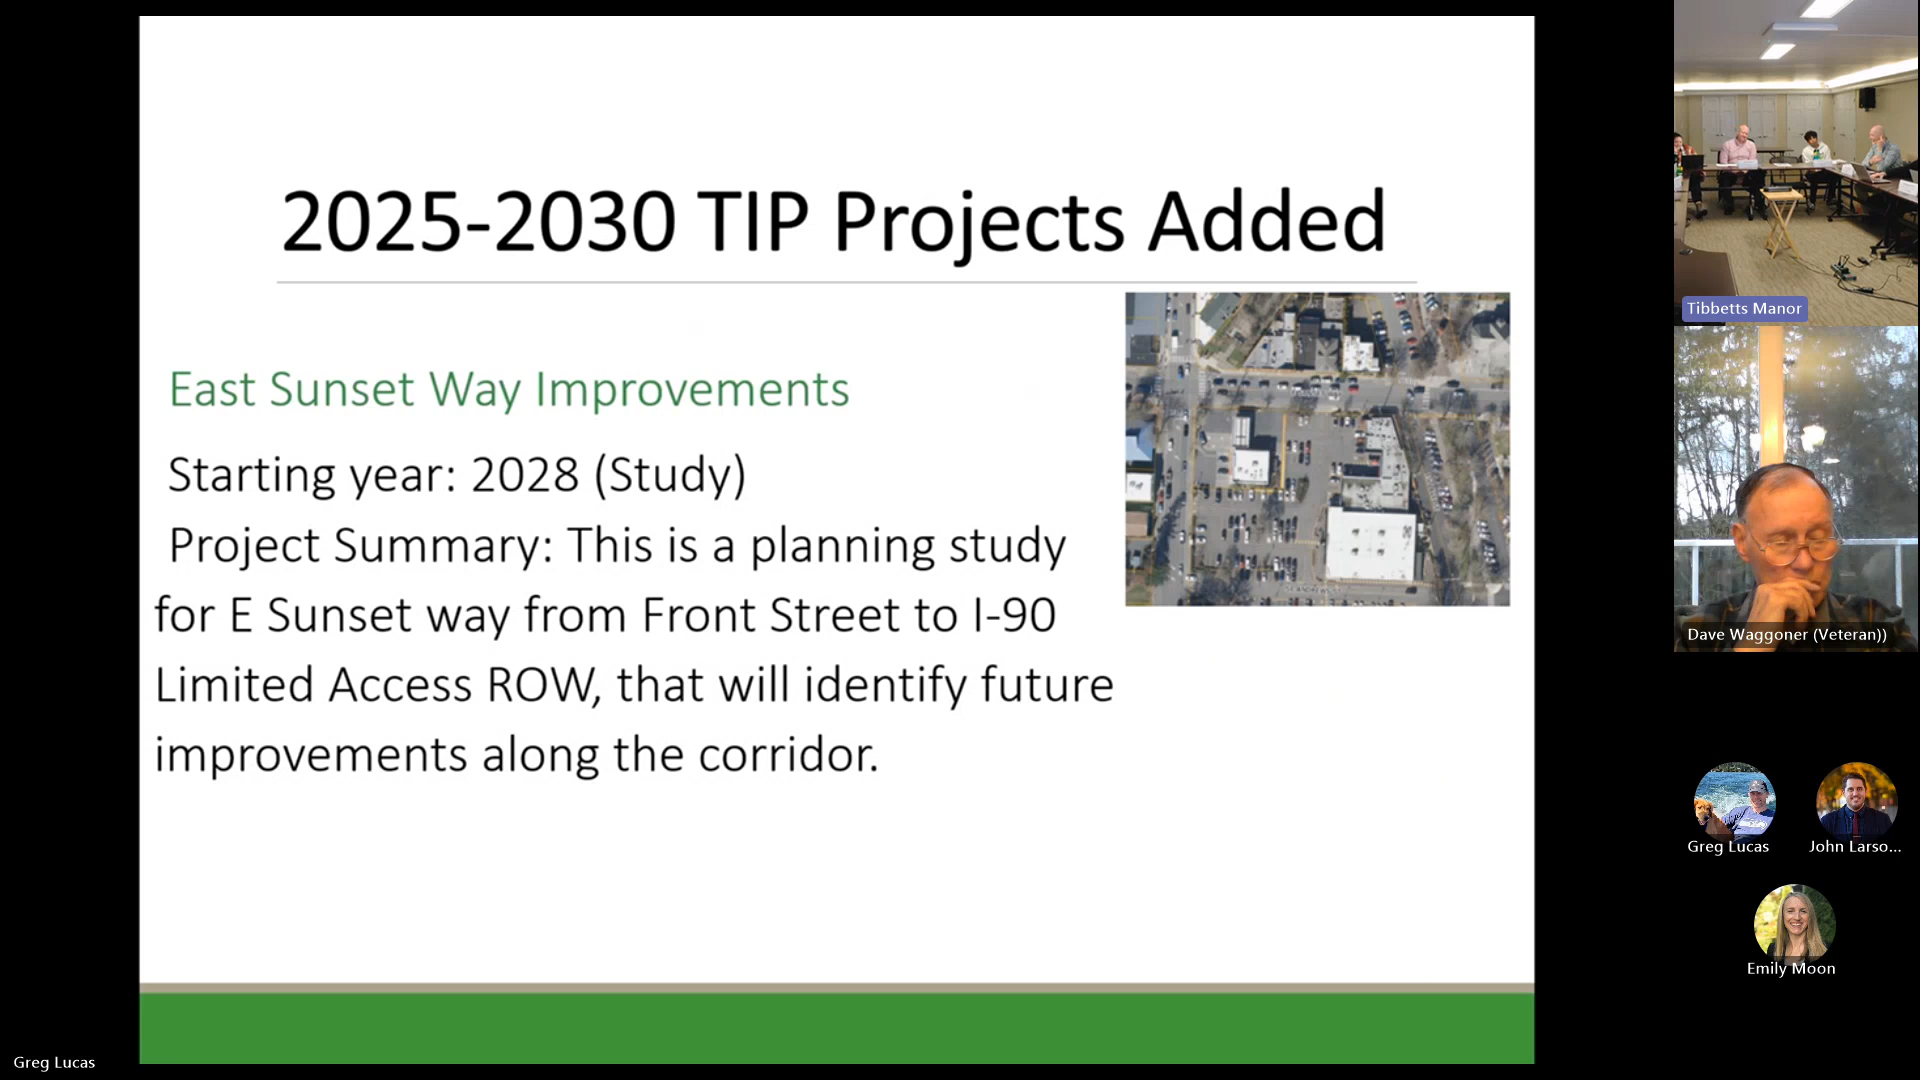 2025-2030 TIP Projects Added
East Sunset Way Improvements
Starting year: 2028 (Study)
Project Summary: This is a planning study
for E Sunset way from Front Street to I-90
Limited Access ROW, that will identify future
improvements along the corridor.
Tibbetts Manor
Dave Waggoner (Veteran))
Greg Lucas
John Larso...
Emily Moon
Greg Lucas